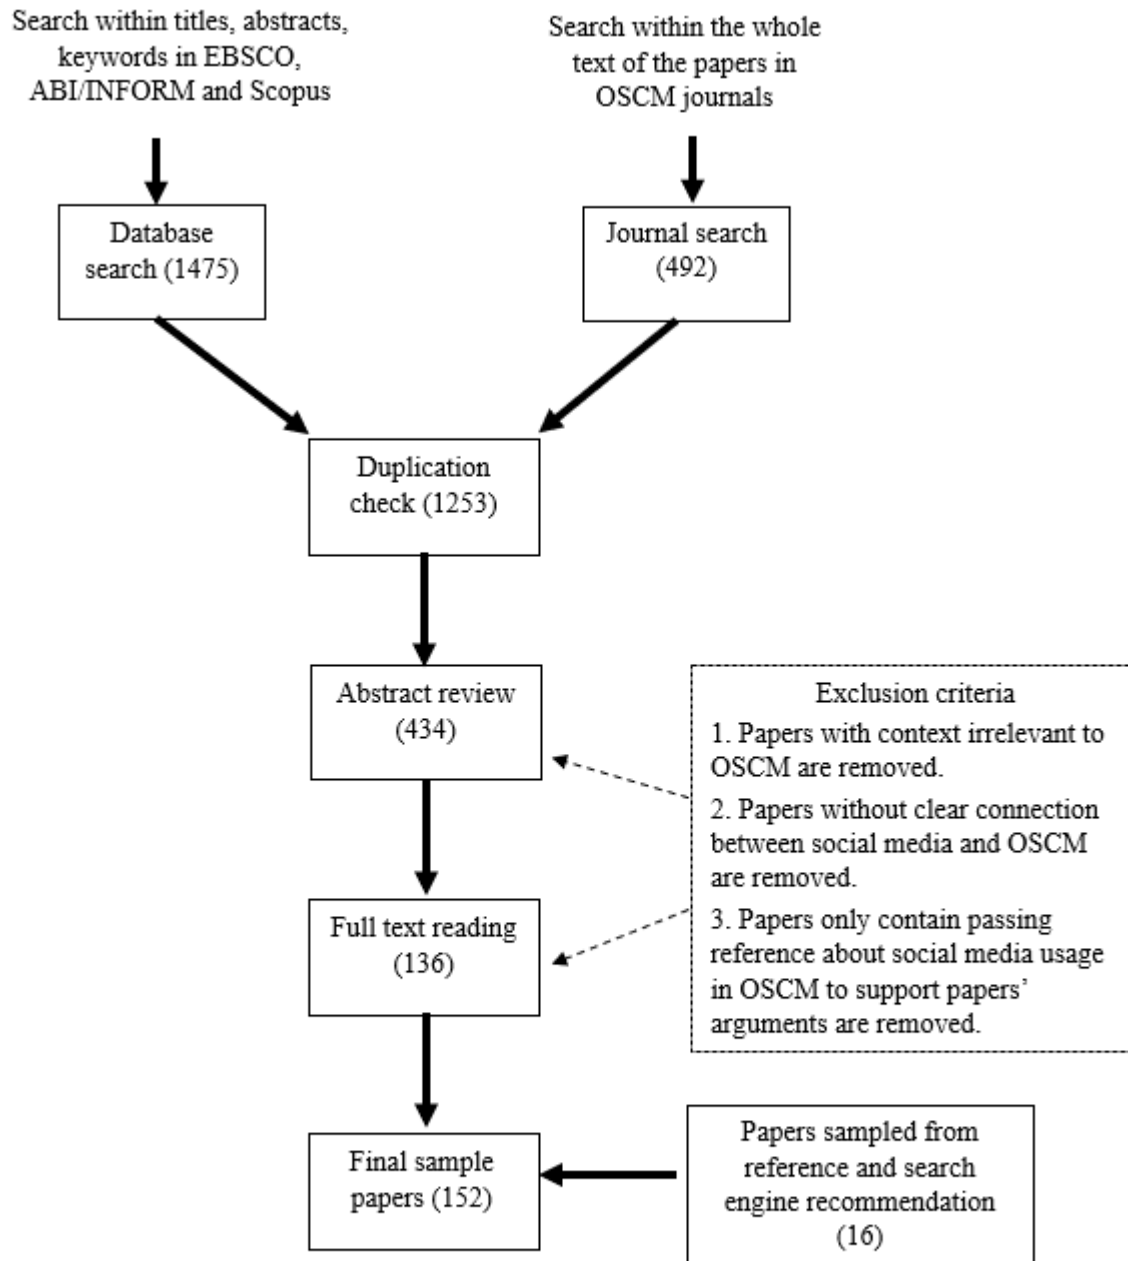 Search within titles, abstracts,
keywords in EBSCO,
ABI/INFORM and Scopus
Search within the whole
text of the papers in
OSCM journals
Database
search (1475)
Journal search
(492)
Duplication
check (1253)
Abstract review
(434)
Exclusion criteria
1. Papers with context irrelevant to
OSCM are removed.
2. Papers without clear connection
between social media and OSCM
are removed.
3. Papers only contain passing
reference about social media usage
in OSCM to support papers’
arguments are removed.
Full text reading
(136)
Final sample
papers (152)
Papers sampled from
reference and search
engine recommendation
(16)